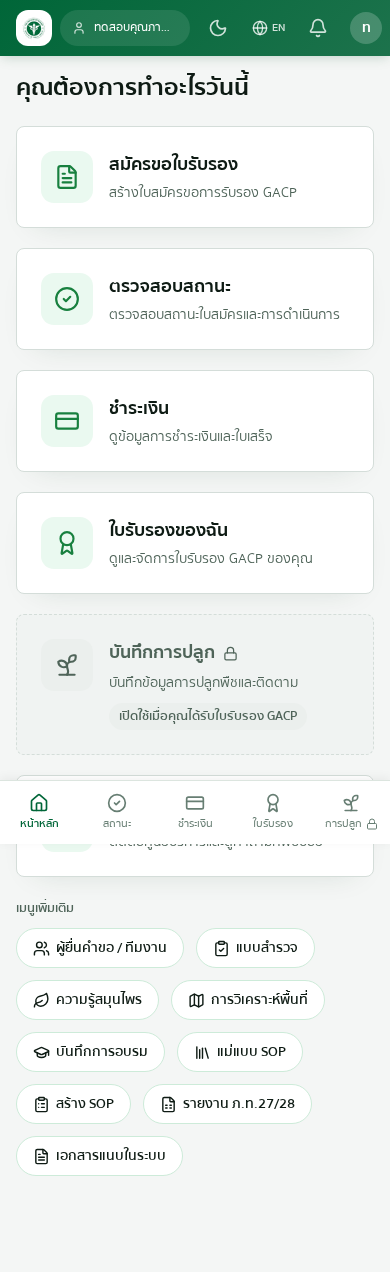 ทดสอบคุณภา...
EN
ท
คุณต้องการทำอะไรวันนี้
สมัครขอใบรับรอง
สร้างใบสมัครขอการรับรอง GACP
ตรวจสอบสถานะ
ตรวจสอบสถานะใบสมัครและการดำเนินการ
ชำระเงิน
ดูข้อมูลการชำระเงินและใบเสร็จ
ใบรับรองของฉัน
ดูและจัดการใบรับรอง GACP ของคุณ
บันทึกการปลูก
บันทึกข้อมูลการปลูกพืชและติดตาม
เปิดใช้เมื่อคุณได้รับใบรับรอง GACP
หน้าหลัก
สถานะ
ชำระเงิน
ใบรับรอง
การปลูก
เมนูเพิ่มเติม
ผู้ยื่นคำขอ / ทีมงาน
แบบสำรวจ
ความรู้สมุนไพร
การวิเคราะห์พื้นที่
บันทึกการอบรม
แม่แบบ SOP
สร้าง SOP
รายงาน ภ.ท.27/28
เอกสารแนบในระบบ